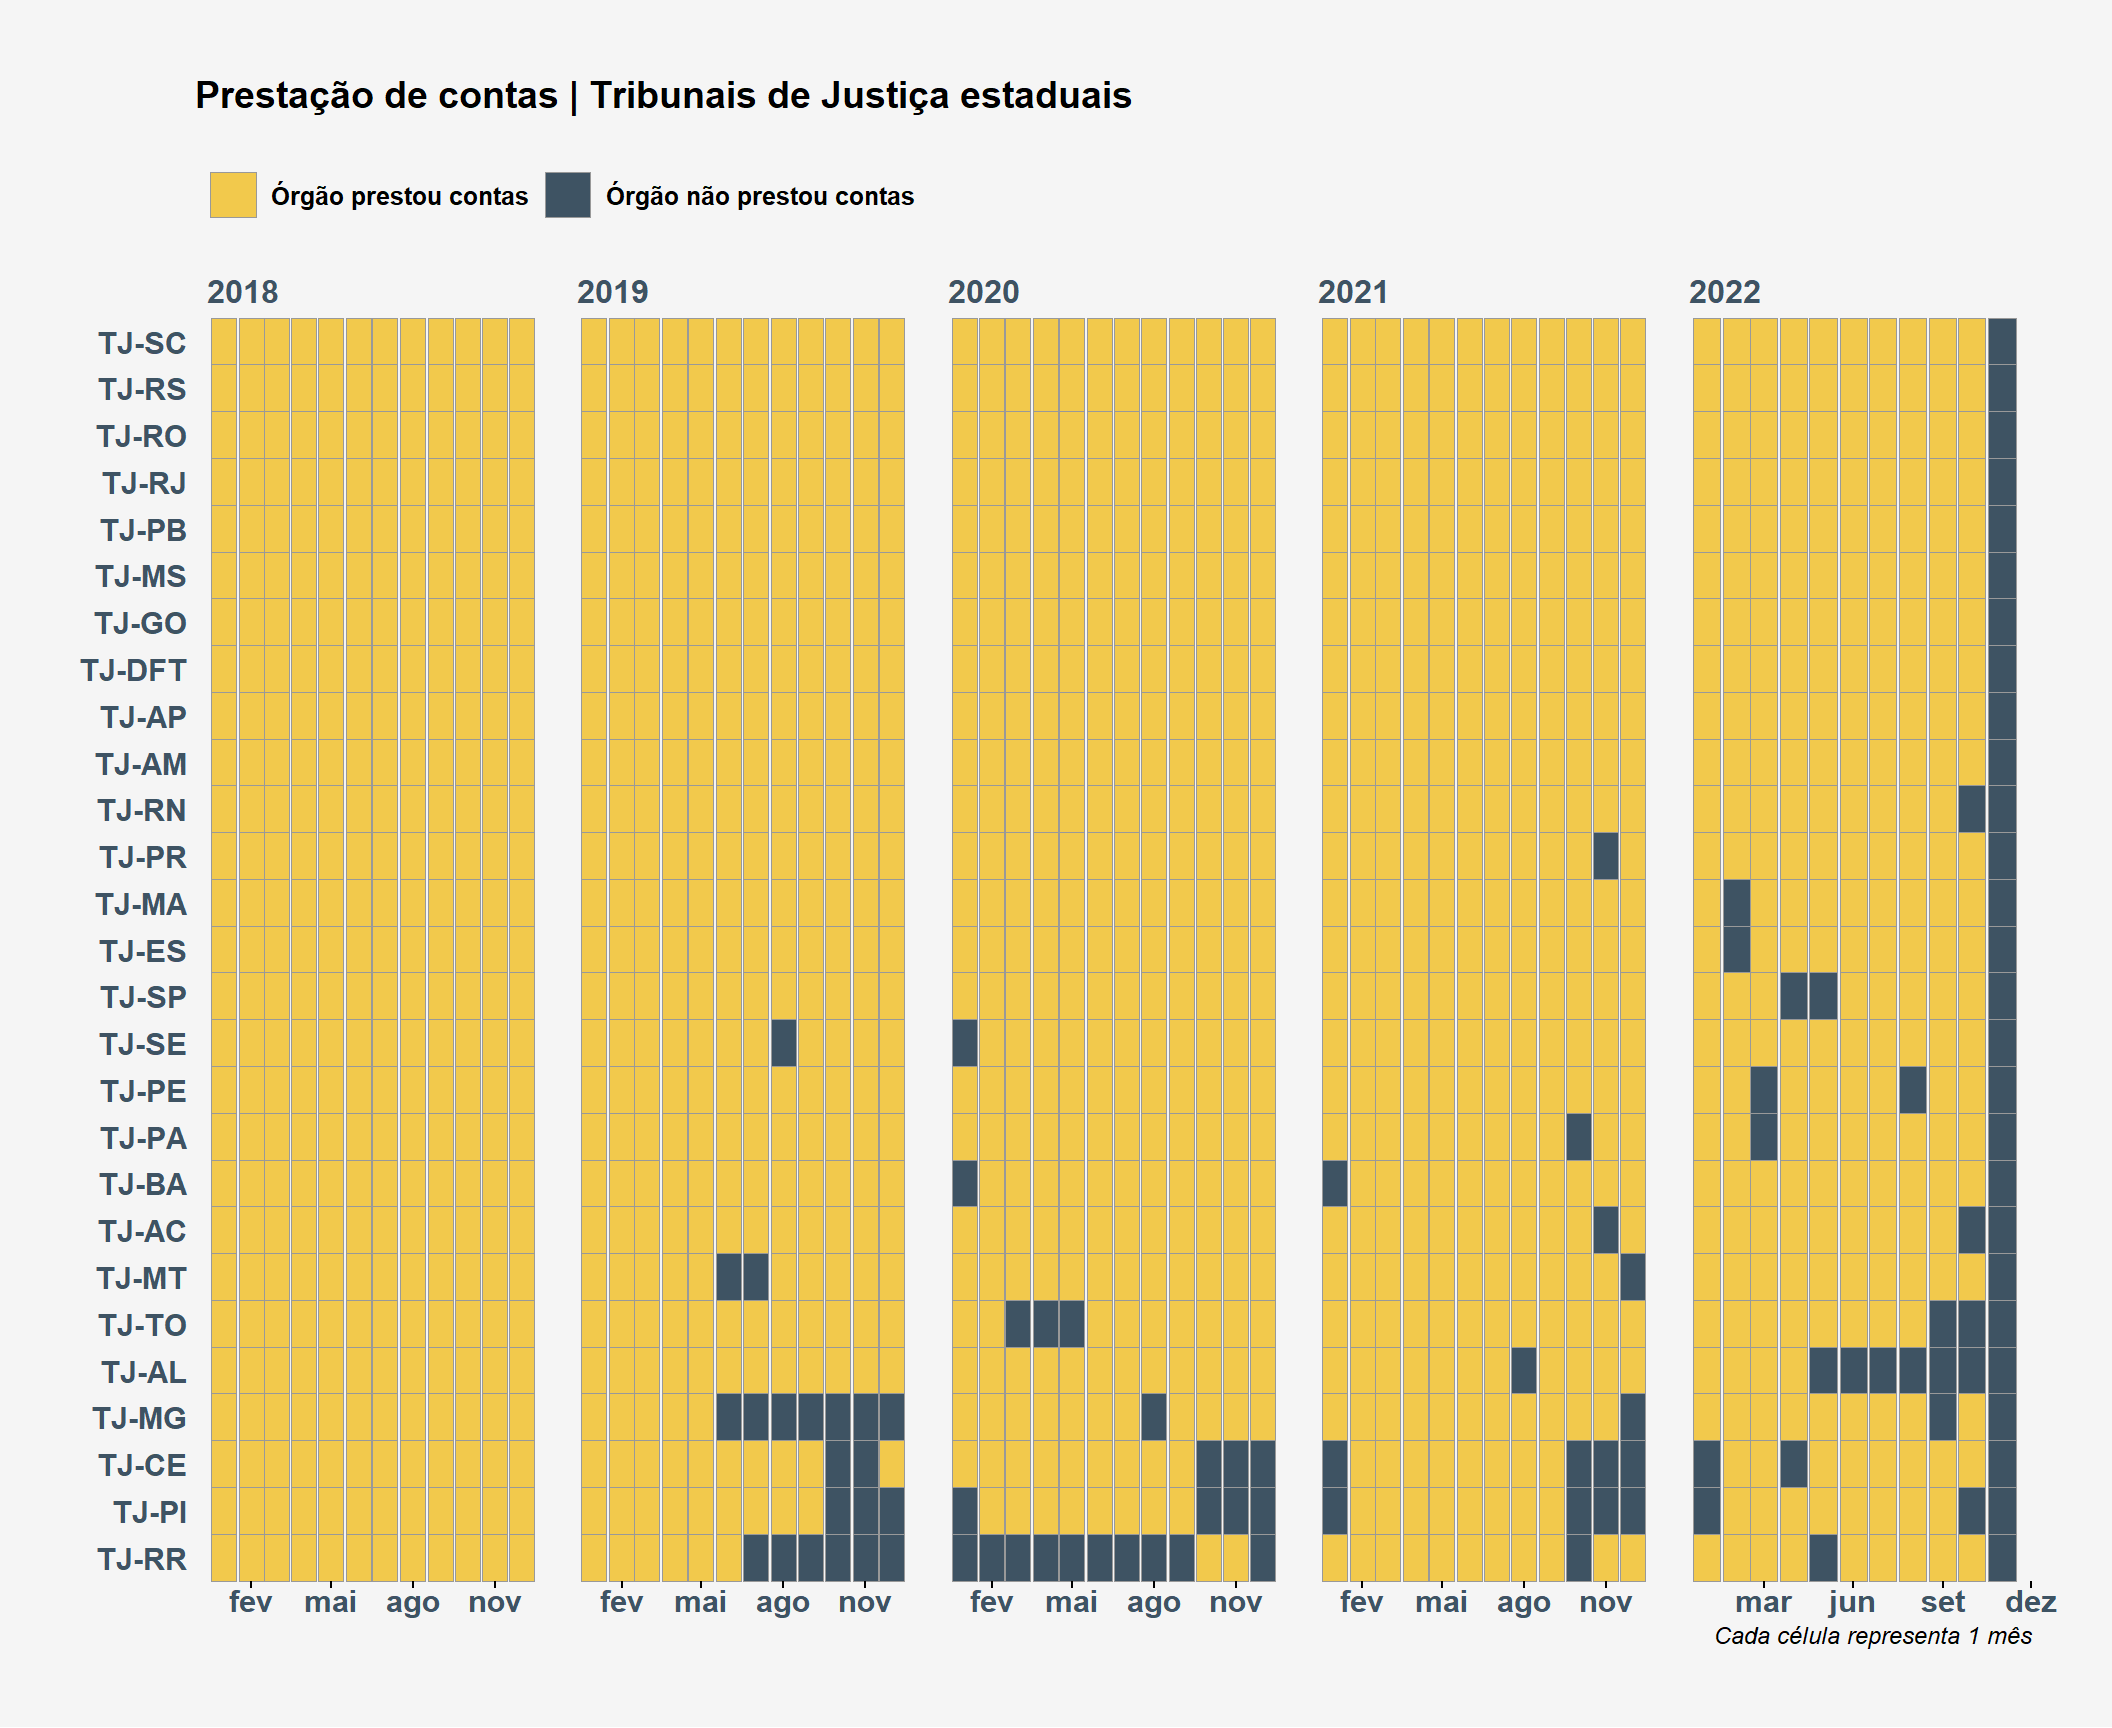 Prestação de contas | Tribunais de Justiça estaduais
Órgão prestou contas Órgão não prestou contas
2018 2019 2020 2021 2022
TJ-SC
TJ-RS
TJ-RO
TJ-RJ
TJ-PB
TJ-MS
TJ-GO
TJ-DFT
TJ-AP
TJ-AM
TJ-RN
TJ-PR
TJ-MA
TJ-ES
TJ-SP
TJ-SE
TJ-PE
TJ-PA
TJ-BA
TJ-AC
TJ-MT
TJ-TO
TJ-AL
TJ-MG
TJ-CE
TJ-PI
TJ-RR
fev mai ago nov fev mai ago nov fev mai ago nov fev mai ago nov mar jun set dez
Cada célula representa 1 mês